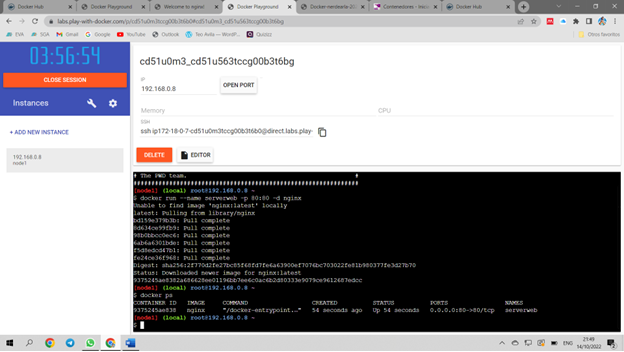 Docker Hub
Docker Playground
Welcome to nginx!
Docker Playground
Docker-rendered-a-20
Contenedores - micro
Docker Hub
labs.play-with-docker.com/p/cd51u0m3tccg00b3t6b0#cd51u0m3_cd51u563tccg00b3t6bg
EVA
SGA
Gmail
Google
YouTube
Outlook
Teo Avila — WordP...
Quizizz
Otros favoritos
03:56:54
CLOSE SESSION
Instances
+ ADD NEW INSTANCE
192.168.0.8
node1
cd51u0m3_cd51u563tccg00b3t6bg
IP
192.168.0.8
OPEN PORT
Memory
CPU
SSH
ssh ip172-18-0-7-cd51u0m3tccg00b3t6b0@direct.labs.play-
DELETE
EDITOR
# The PWD team. #
###############################################################
[node1] (local) root@192.168.0.8 ~
$ docker run --name serverweb -p 80:80 -d nginx
Unable to find image 'nginx:latest' locally
latest: Pulling from library/nginx
bd159e379b3b: Pull complete
8d634ce99fb9: Pull complete
98b0bbcc0ec6: Pull complete
6ab6a6301bde: Pull complete
f5d8edcd47b1: Pull complete
fe24ce36f968: Pull complete
Digest: sha256:2f770d2fe27bc85f68fd7fe6a63900ef7076bc703022fe81b980377fe3d27b70
Status: Downloaded newer image for nginx:latest
9375245ae8382a686628ee01196bb7ee6c0ac6b2d80333e9079ce9612687edcc
[node1] (local) root@192.168.0.8 ~
$ docker ps
CONTAINER ID IMAGE COMMAND CREATED STATUS PORTS NAMES
9375245ae838 nginx "/docker-entrypoint.…" 54 seconds ago Up 54 seconds 0.0.0.0:80->80/tcp serverweb
[node1] (local) root@192.168.0.8 ~
$
ENG
21:49
14/10/2022